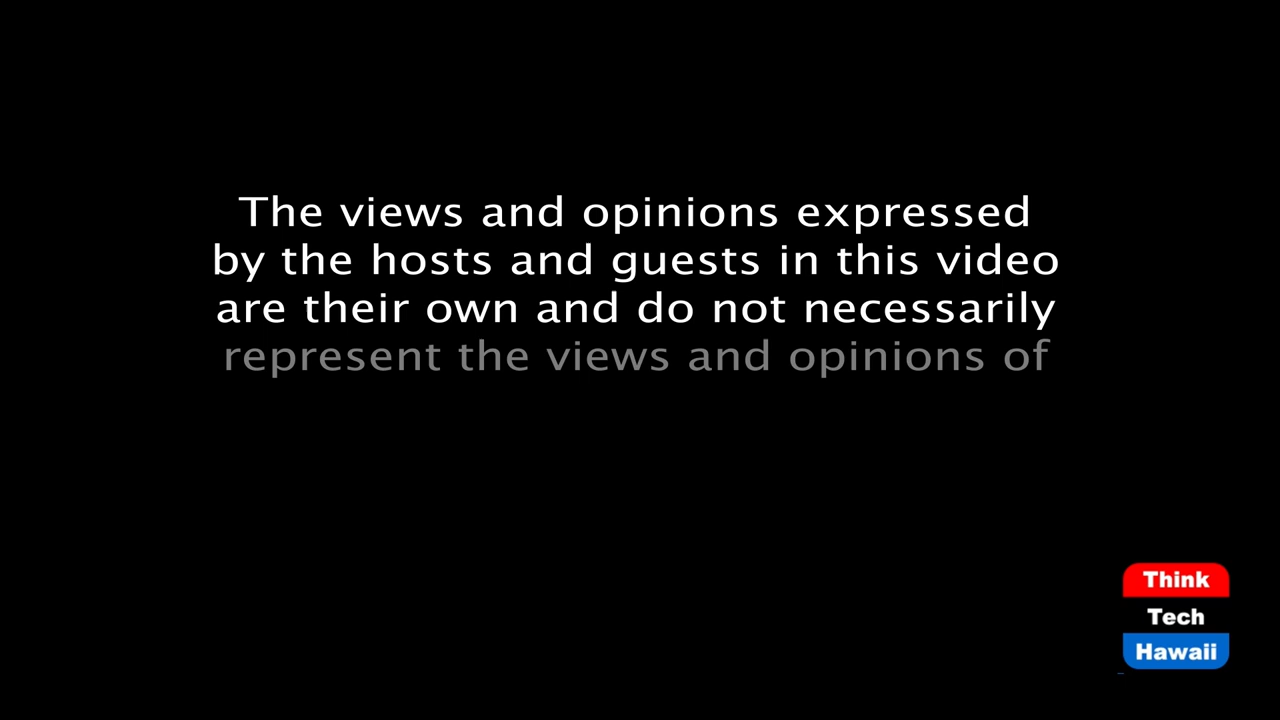 The views and opinions expressed
by the hosts and guests in this video
are their own and do not necessarily
represent the views and opinions of
Think
Tech
Hawaii